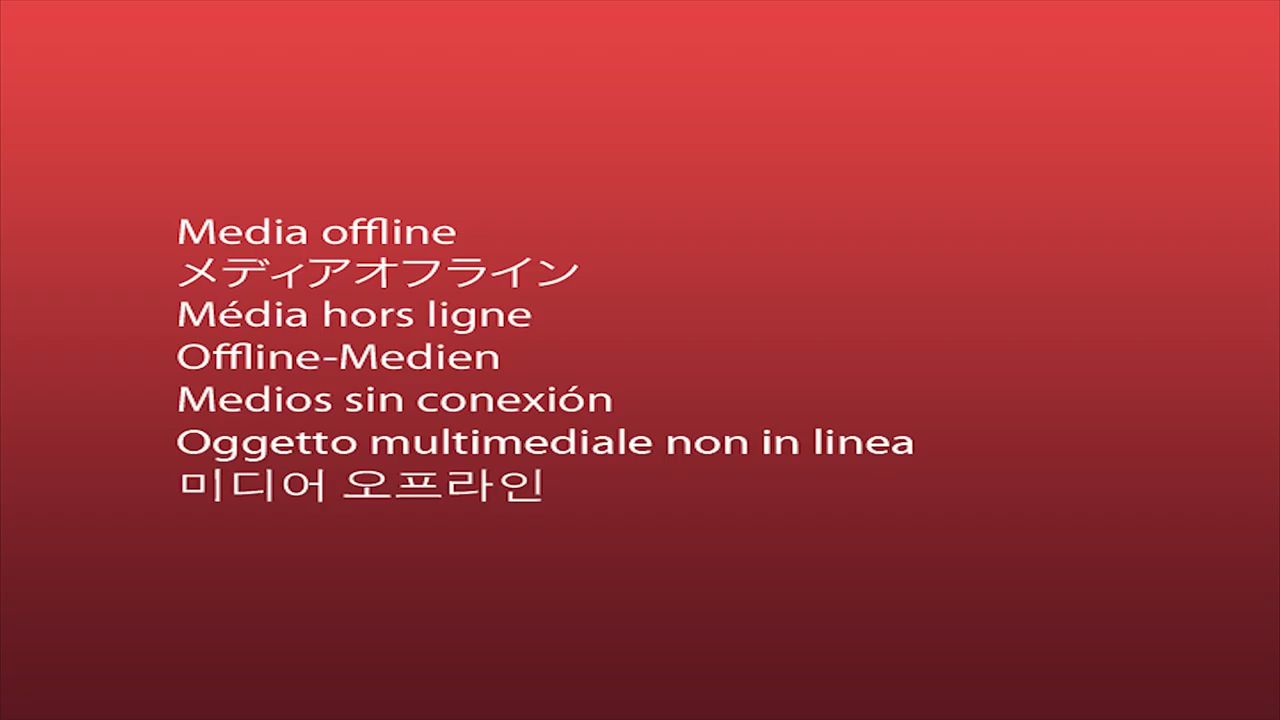 Media offline
メディアオフライン
Média hors ligne
Offline-Medien
Medios sin conexión
Oggetto multimediale non in linea
미디어 오프라인